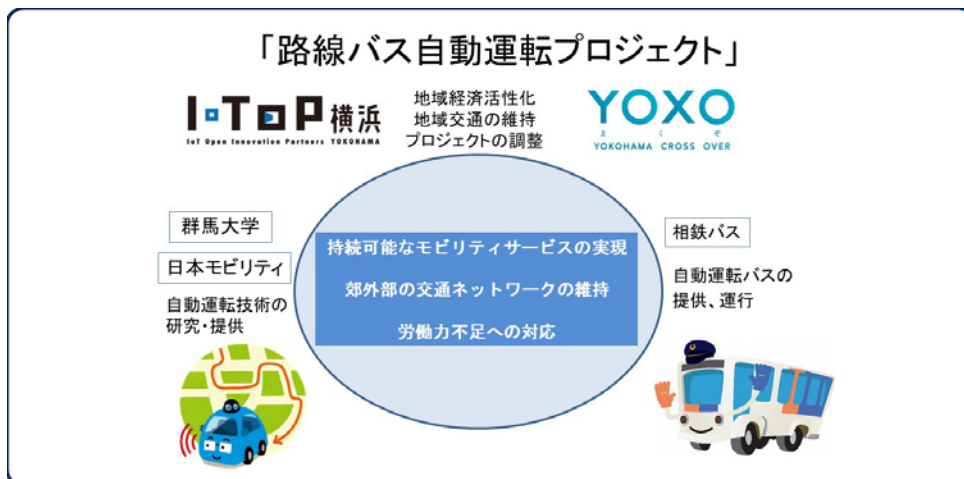 「路線バス自動運転プロジェクト」
I・TOP横浜
IoT Open Innovation Partners YOKOHAMA
地域経済活性化
地域交通の維持
プロジェクトの調整
YOXO
よくぞ
YOKOHAMA CROSS OVER
群馬大学
日本モビリティ
自動運転技術の
研究・提供
持続可能なモビリティサービスの実現
郊外部の交通ネットワークの維持
労働力不足への対応
相鉄バス
自動運転バスの
提供、運行